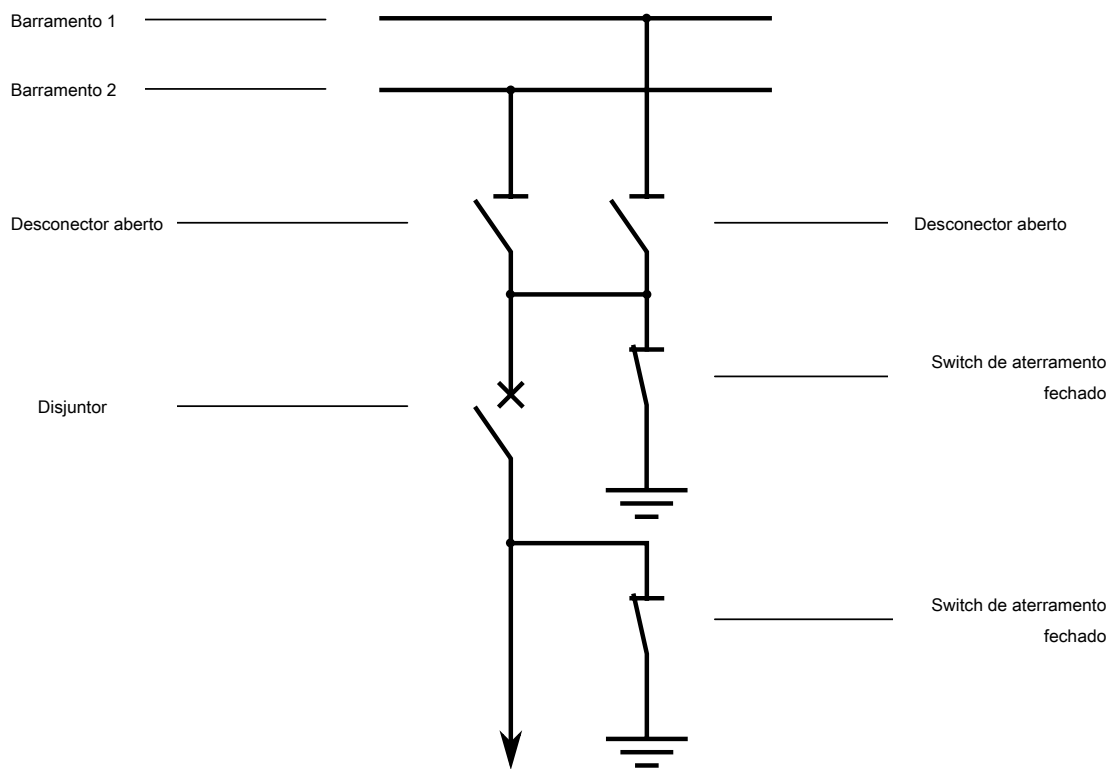 Barramento 1
Barramento 2
Desconector aberto
Desconector aberto
Switch de aterramento
fechado
Disjuntor
Switch de aterramento
fechado